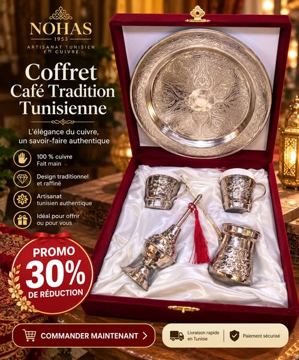 NOHAS
1953
ARTISANAT TUNISIEN
EN CUIVRE
Coffret
Café Tradition
Tunisienne
L'élégance du cuivre,
un savoir-faire authentique
100 % cuivre
Fait main
Design traditionnel
et raffiné
Artisanat
tunisien authentique
Idéal pour offrir
ou pour vous
PROMO
30%
DE RÉDUCTION
COMMANDER MAINTENANT >
Livraison rapide
en Tunisie
Paiement sécurisé